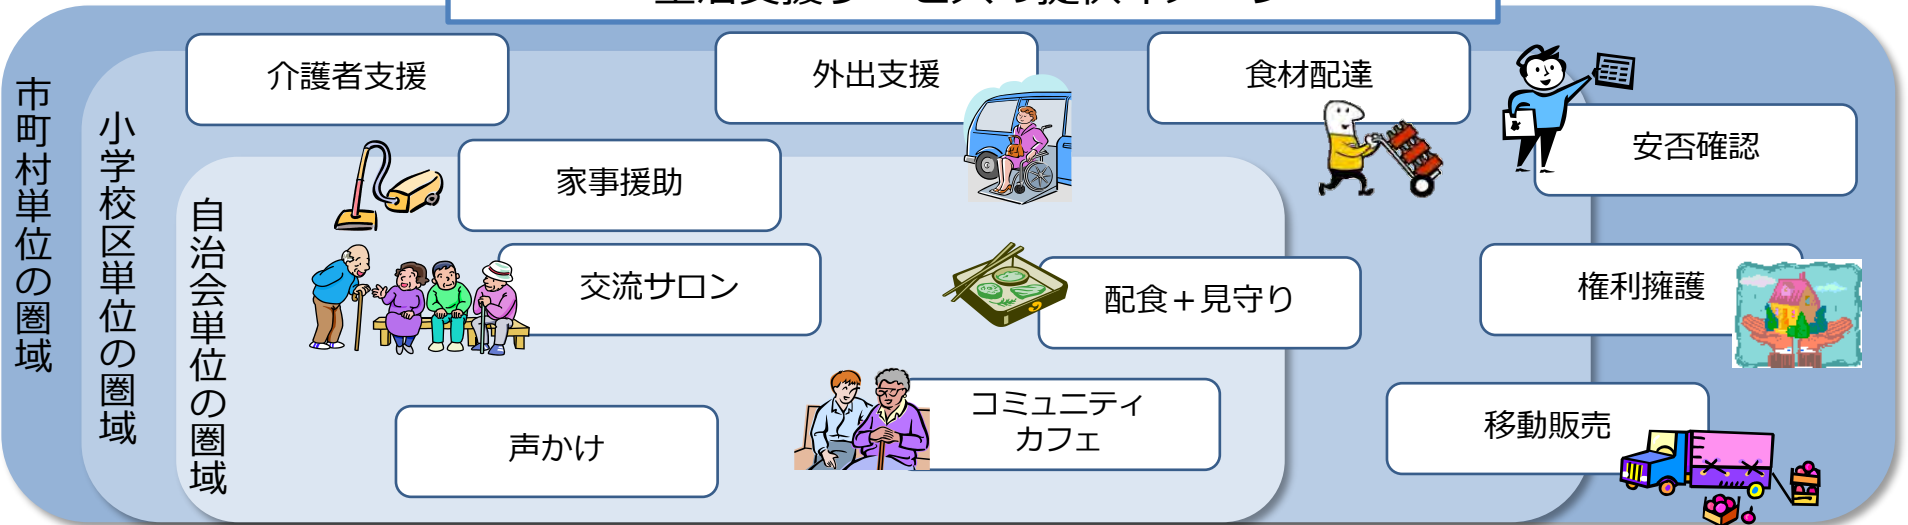 市町村単位の圏域
小学校区単位の圏域
自治会単位の圏域
介護者支援
外出支援
食材配達
安否確認
家事援助
交流サロン
配食＋見守り
権利擁護
コミュニティ
カフェ
移動販売
声かけ